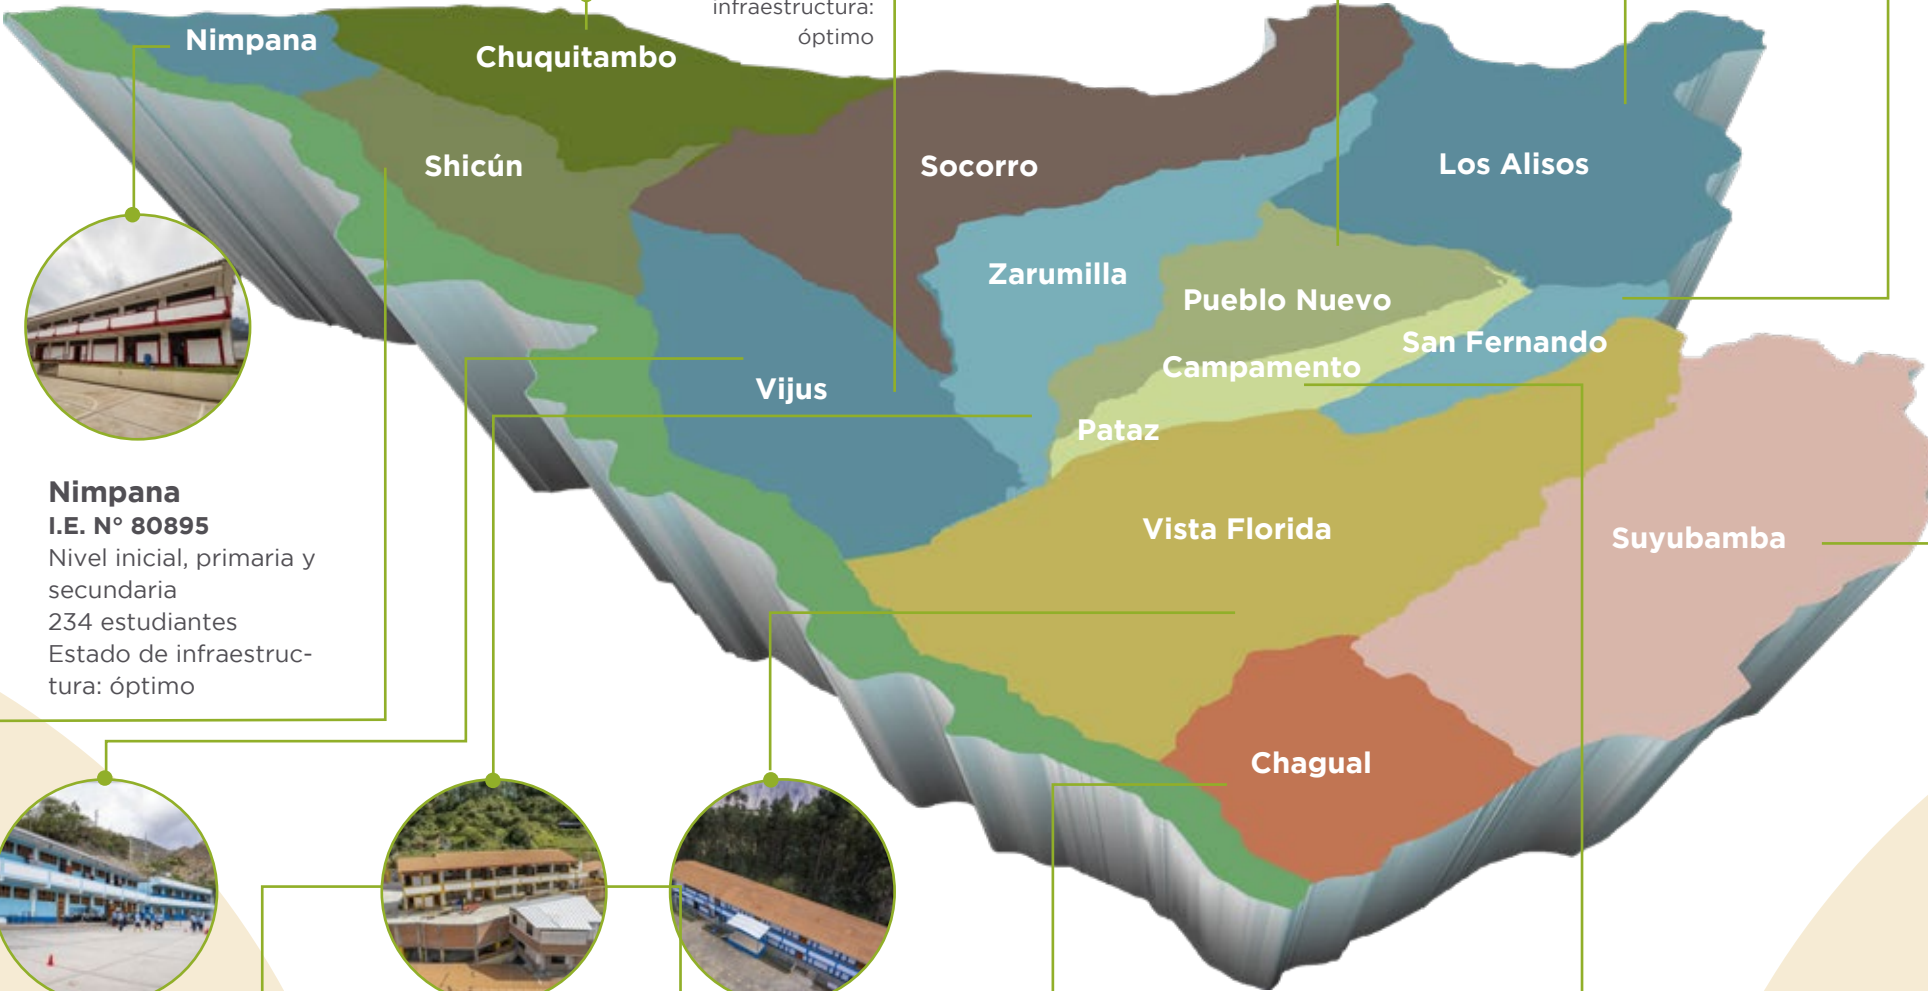 infraestructura:
óptimo
Nimpana
Chuquitambo
Shicún
Socorro
Los Alisos
Zarumilla
Pueblo Nuevo
San Fernando
Campamento
Vijus
Pataz
Vista Florida
Suyubamba
Chagual
Nimpana
I.E. N° 80895
Nivel inicial, primaria y
secundaria
234 estudiantes
Estado de infraestruc-
tura: óptimo